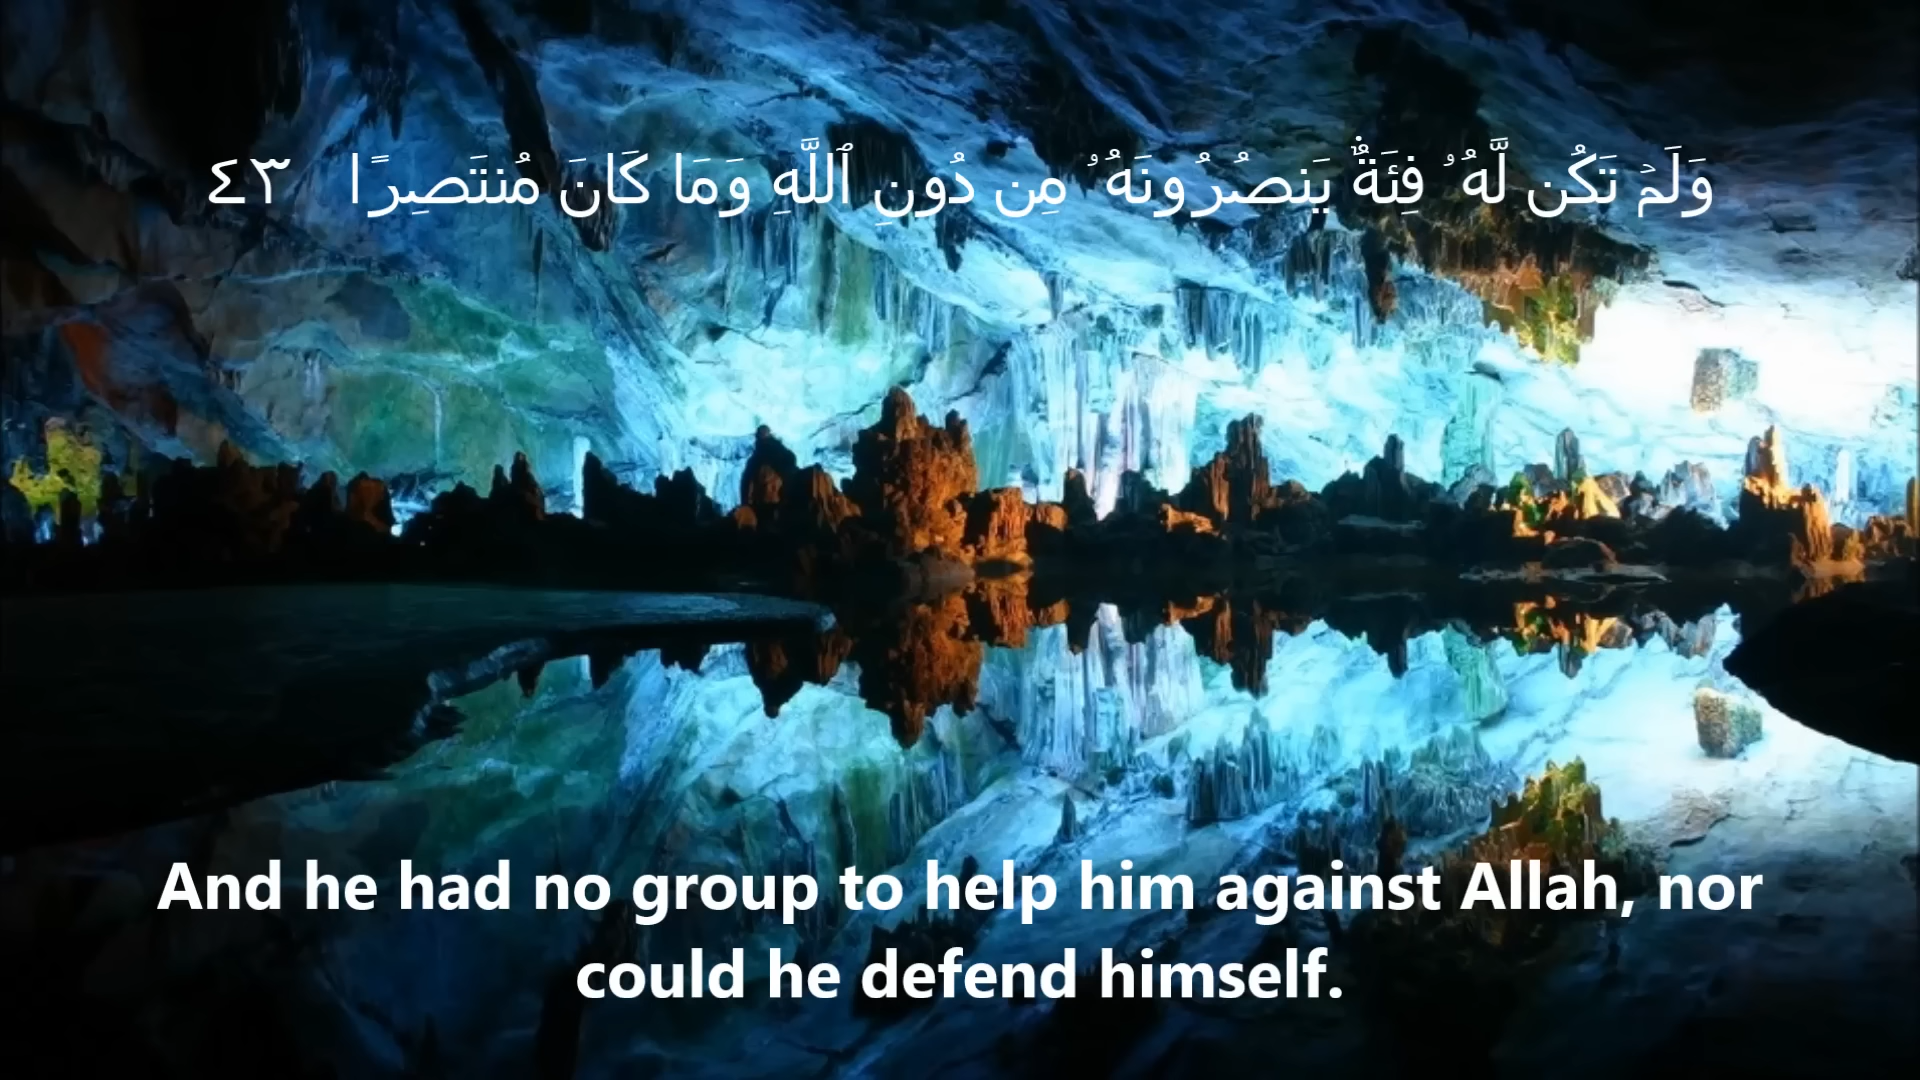 وَلَمۡ تَكُن لَّهُۥ فِئَةٞ يَنصُرُونَهُۥ مِن دُونِ ٱللَّهِ وَمَا كَانَ مُنتَصِرًا ٤٣
And he had no group to help him against Allah, nor
could he defend himself.